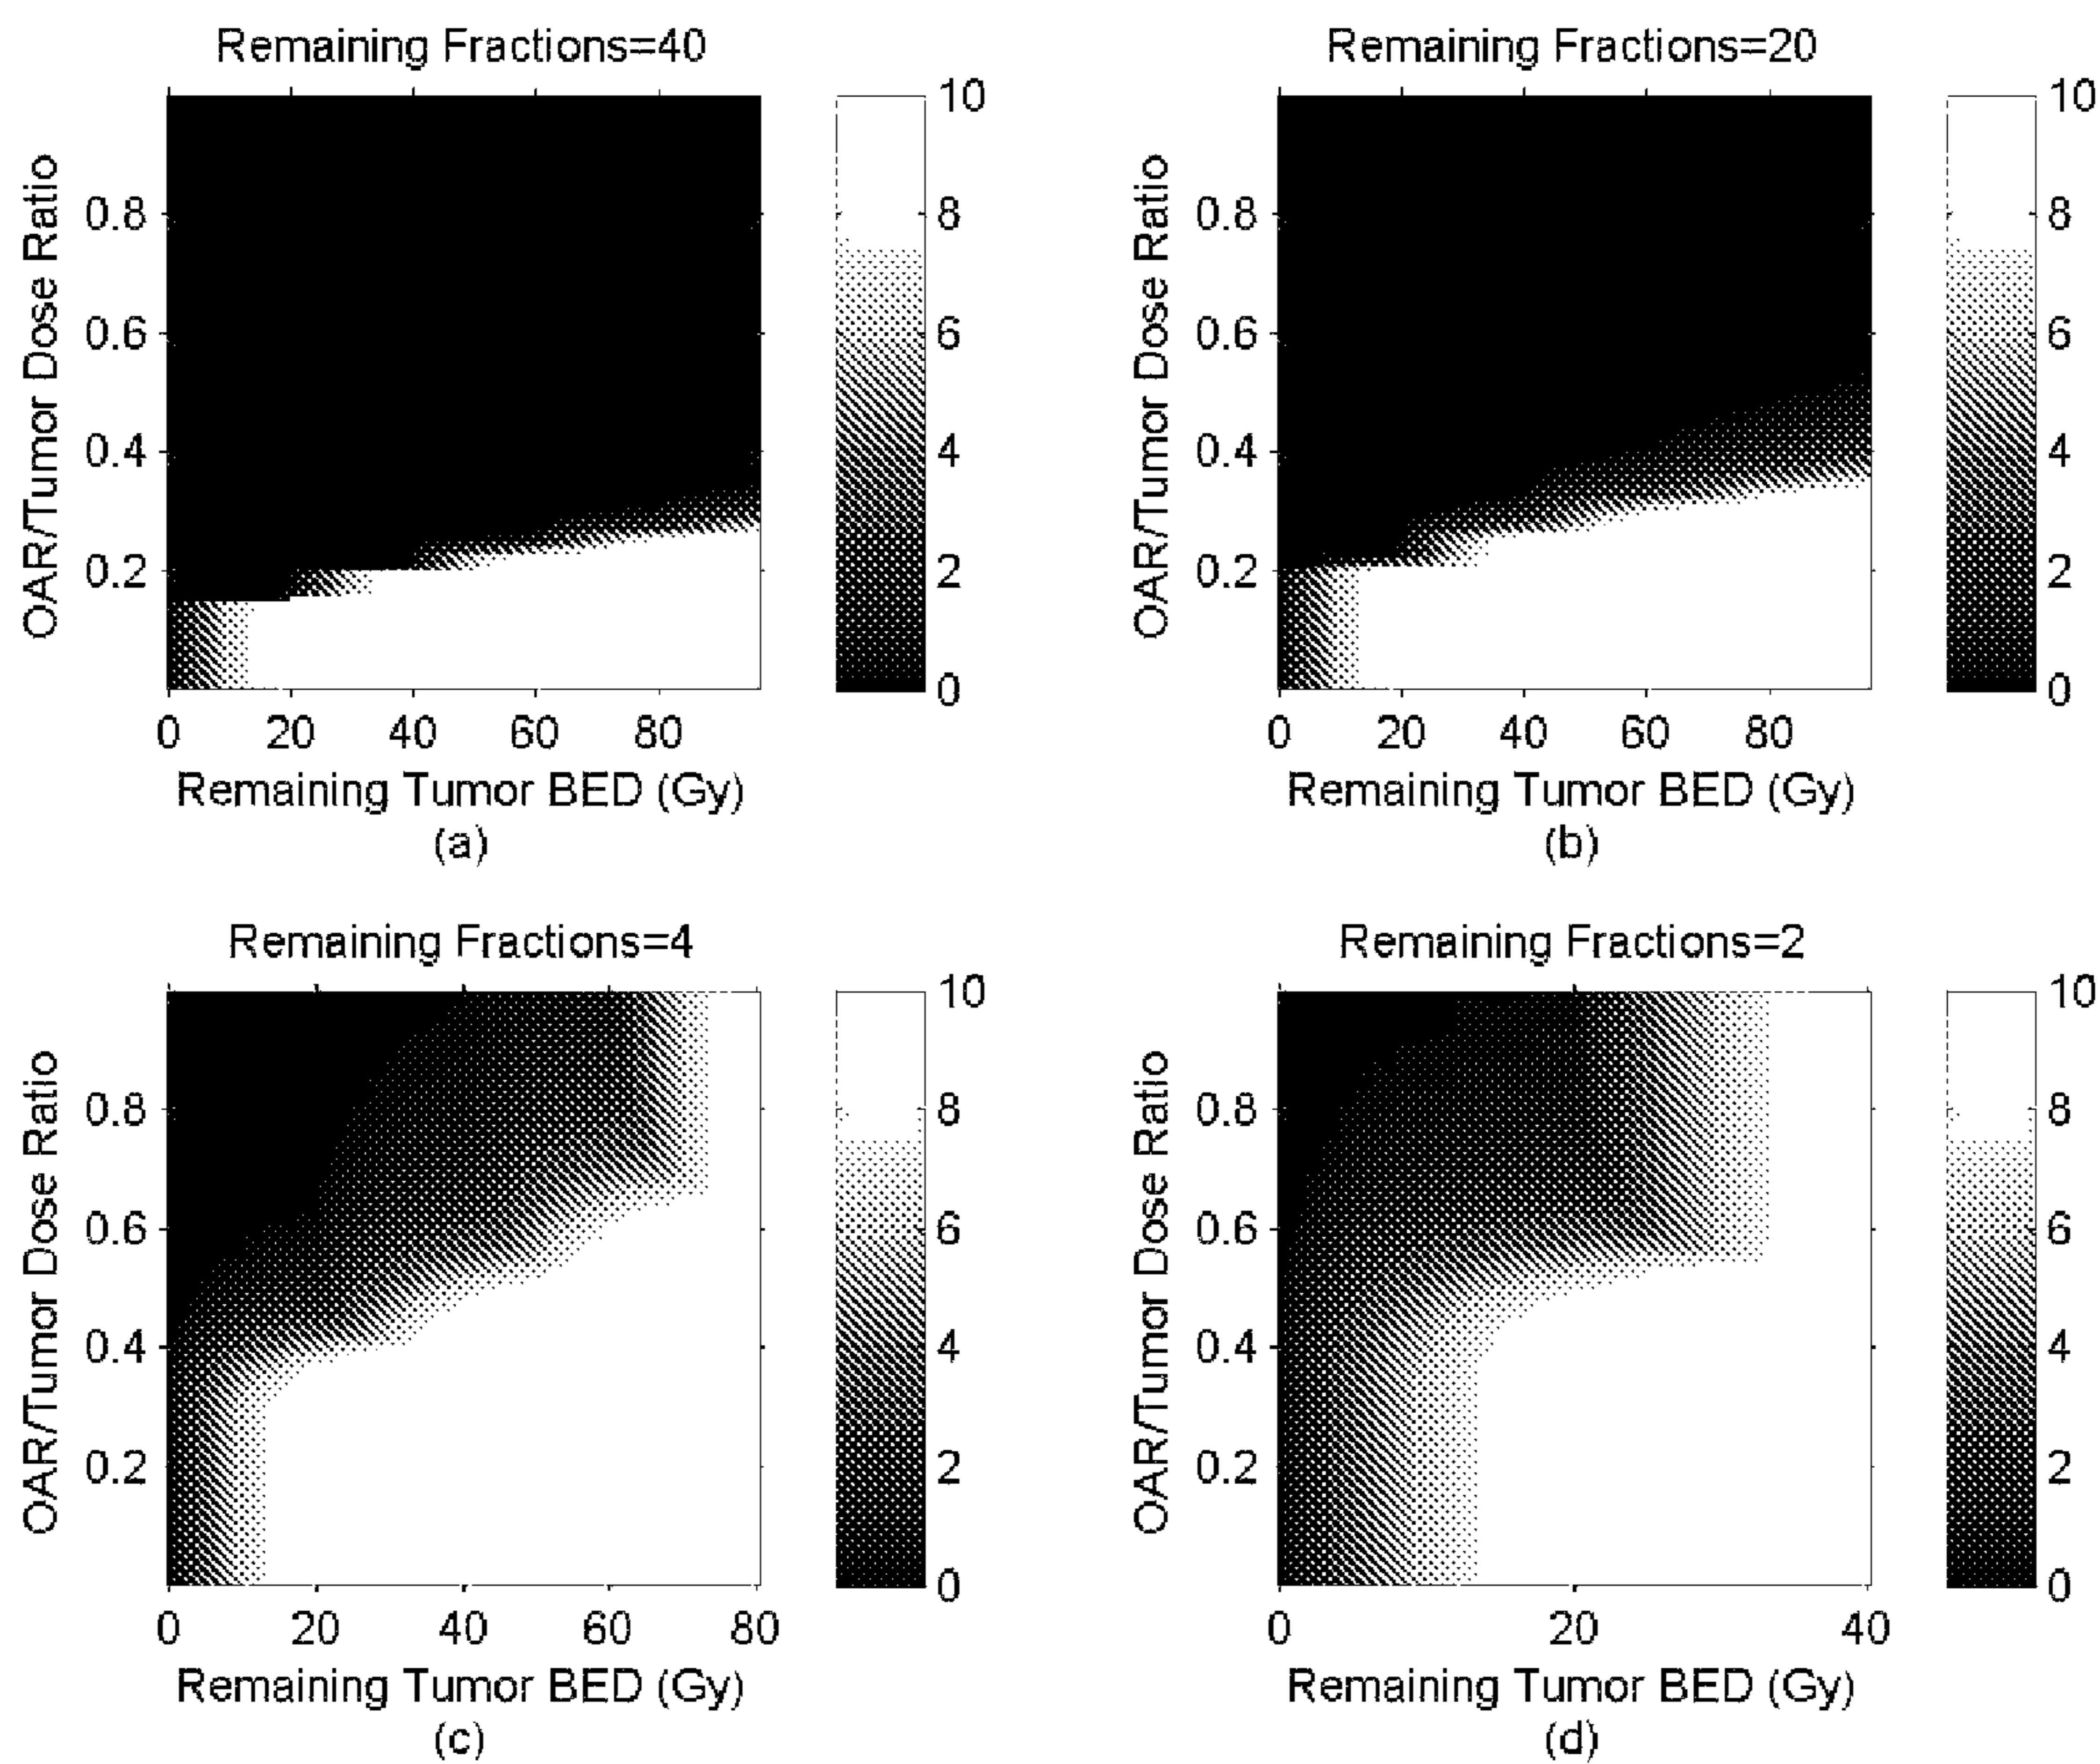 Remaining Fractions=40
OAR/Tumor Dose Ratio
0.8
0.6
0.4
0.2
0 20 40 60 80
Remaining Tumor BED (Gy)
(a)
10
8
6
4
2
0
Remaining Fractions=20
OAR/Tumor Dose Ratio
0.8
0.6
0.4
0.2
0 20 40 60 80
Remaining Tumor BED (Gy)
(b)
10
8
6
4
2
0
Remaining Fractions=4
OAR/Tumor Dose Ratio
0.8
0.6
0.4
0.2
0 20 40 60 80
Remaining Tumor BED (Gy)
(c)
10
8
6
4
2
0
Remaining Fractions=2
OAR/Tumor Dose Ratio
0.8
0.6
0.4
0.2
0 20 40
Remaining Tumor BED (Gy)
(d)
10
8
6
4
2
0